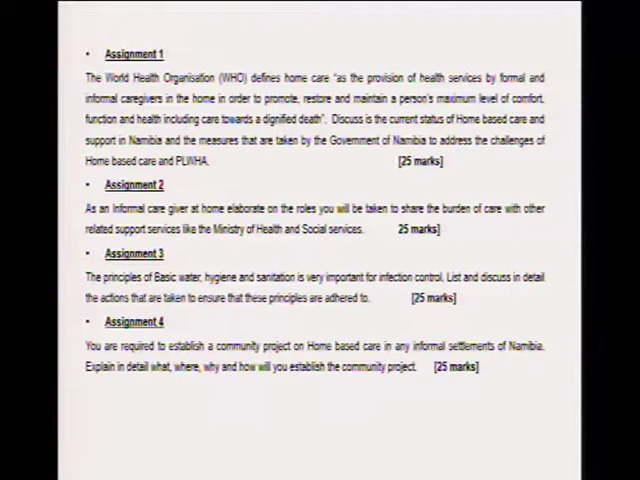 • Assignment 1
The World Health Organisation (WHO) defines home care “as the provision of health services by formal and
informal caregivers in the home in order to promote, restore and maintain a person's maximum level of comfort,
function and health including care towards a dignified death”. Discuss is the current status of Home based care and
support in Namibia and the measures that are taken by the Government of Namibia to address the challenges of
Home based care and PLWHA. [25 marks]
• Assignment 2
As an Informal care giver at home elaborate on the roles you will be taken to share the burden of care with other
related support services like the Ministry of Health and Social services. 25 marks]
• Assignment 3
The principles of Basic water, hygiene and sanitation is very important for infection control. List and discuss in detail
the actions that are taken to ensure that these principles are adhered to. [25 marks]
• Assignment 4
You are required to establish a community project on Home based care in any informal settlements of Namibia.
Explain in detail what, where, why and how will you establish the community project. [25 marks]